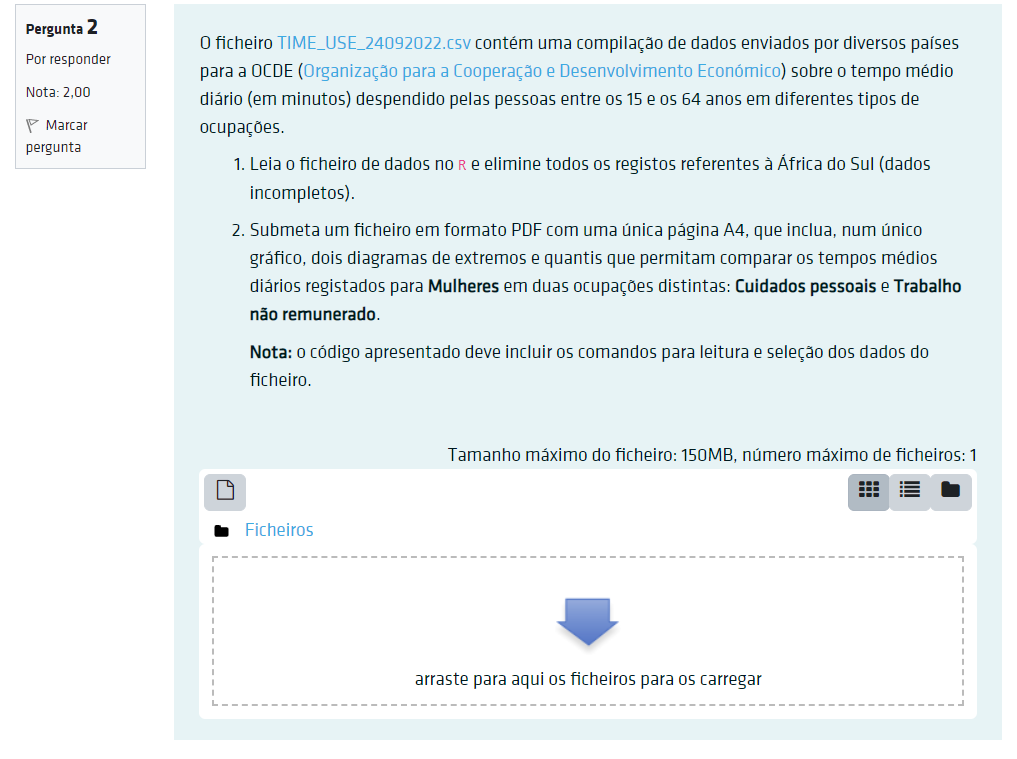 Pergunta 2
Por responder
Nota: 2,00
Marcar
pergunta
O ficheiro TIME_USE_24092022.csv contém uma compilação de dados enviados por diversos países
para a OCDE (Organização para a Cooperação e Desenvolvimento Económico) sobre o tempo médio
diário (em minutos) despendido pelas pessoas entre os 15 e os 64 anos em diferentes tipos de
ocupações.
1. Leia o ficheiro de dados no R e elimine todos os registos referentes à África do Sul (dados
incompletos).
2. Submeta um ficheiro em formato PDF com uma única página A4, que inclua, num único
gráfico, dois diagramas de extremos e quantis que permitam comparar os tempos médios
diários registados para Mulheres em duas ocupações distintas: Cuidados pessoais e Trabalho
não remunerado.
Nota: o código apresentado deve incluir os comandos para leitura e seleção dos dados do
ficheiro.
Tamanho máximo do ficheiro: 150MB, número máximo de ficheiros: 1
Ficheiros
arraste para aqui os ficheiros para os carregar